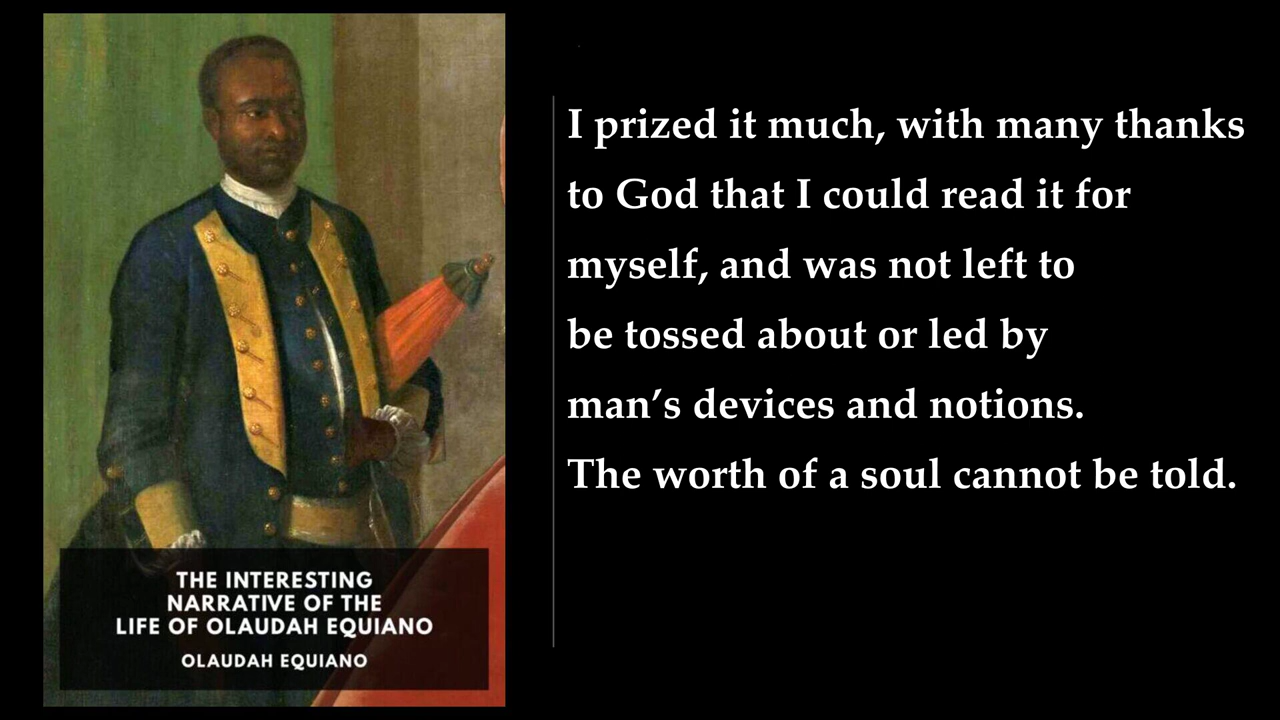 THE INTERESTING
NARRATIVE OF THE
LIFE OF OLAUDAH EQUIANO
OLAUDAH EQUIANO
I prized it much, with many thanks
to God that I could read it for
myself, and was not left to
be tossed about or led by
man’s devices and notions.
The worth of a soul cannot be told.